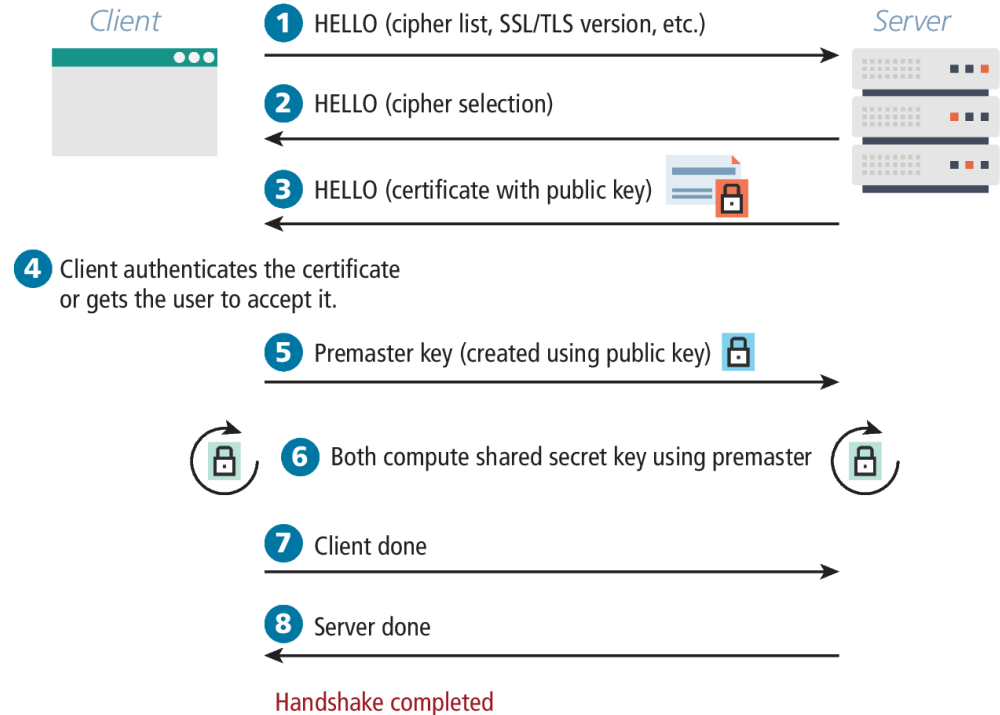 Client
Server
1 HELLO (cipher list, SSL/TLS version, etc.)
2 HELLO (cipher selection)
3 HELLO (certificate with public key)
4 Client authenticates the certificate
or gets the user to accept it.
5 Premaster key (created using public key)
6 Both compute shared secret key using premaster
7 Client done
8 Server done
Handshake completed